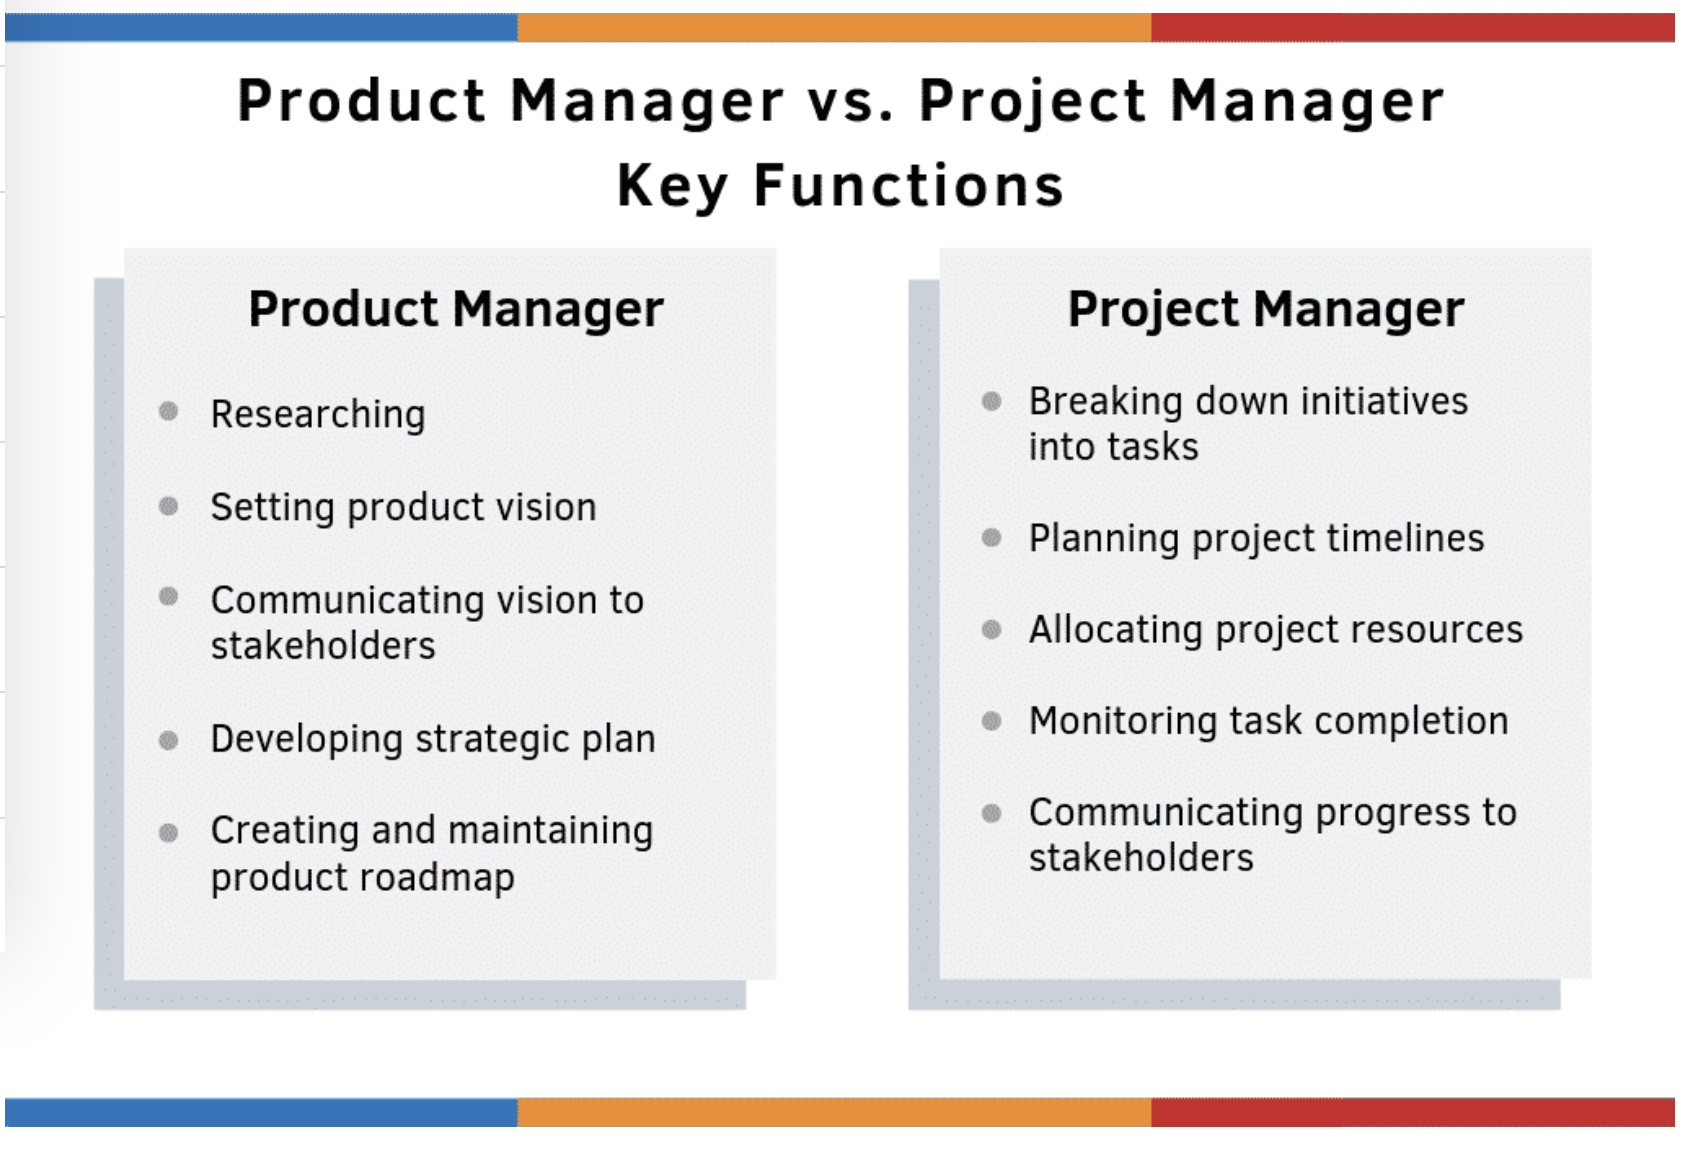 Product Manager vs. Project Manager
Key Functions
Product Manager
Researching
Setting product vision
Communicating vision to
stakeholders
Developing strategic plan
Creating and maintaining
product roadmap
Project Manager
Breaking down initiatives
into tasks
Planning project timelines
Allocating project resources
Monitoring task completion
Communicating progress to
stakeholders